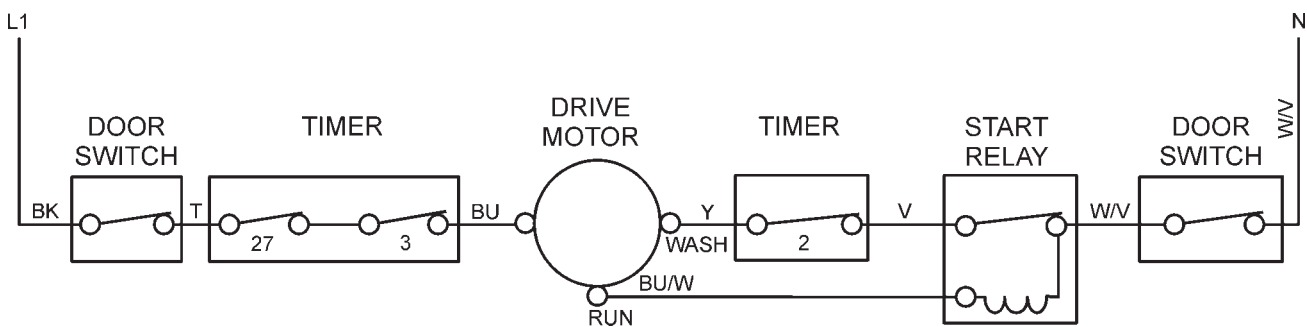 L1
N
DOOR
SWITCH
TIMER
DRIVE
MOTOR
TIMER
START
RELAY
DOOR
SWITCH
W/V
BK
T
27
3
BU
WASH
Y
2
V
W/V
BU/W
RUN